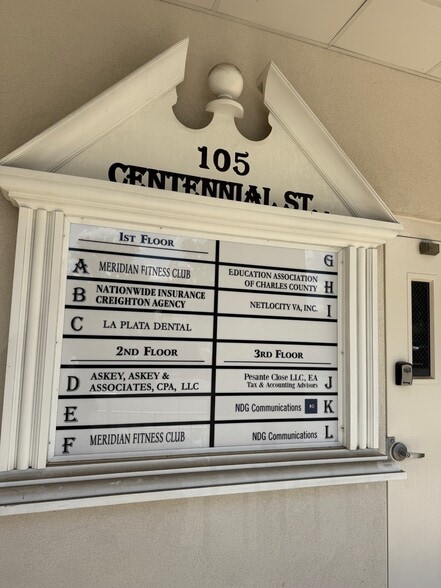 105
CENTENNIAL ST.
1ST FLOOR
A MERIDIAN FITNESS CLUB
B NATIONWIDE INSURANCE
CREIGHTON AGENCY
C LA PLATA DENTAL
2ND FLOOR
D ASKEY, ASKEY &
ASSOCIATES, CPA, LLC
E
F MERIDIAN FITNESS CLUB
G
EDUCATION ASSOCIATION
OF CHARLES COUNTY H
NETLOCITY VA, INC. I
3RD FLOOR
Pesante Close LLC, EA
Tax & Accounting Advisors J
NDG Communications K
NDG Communications L